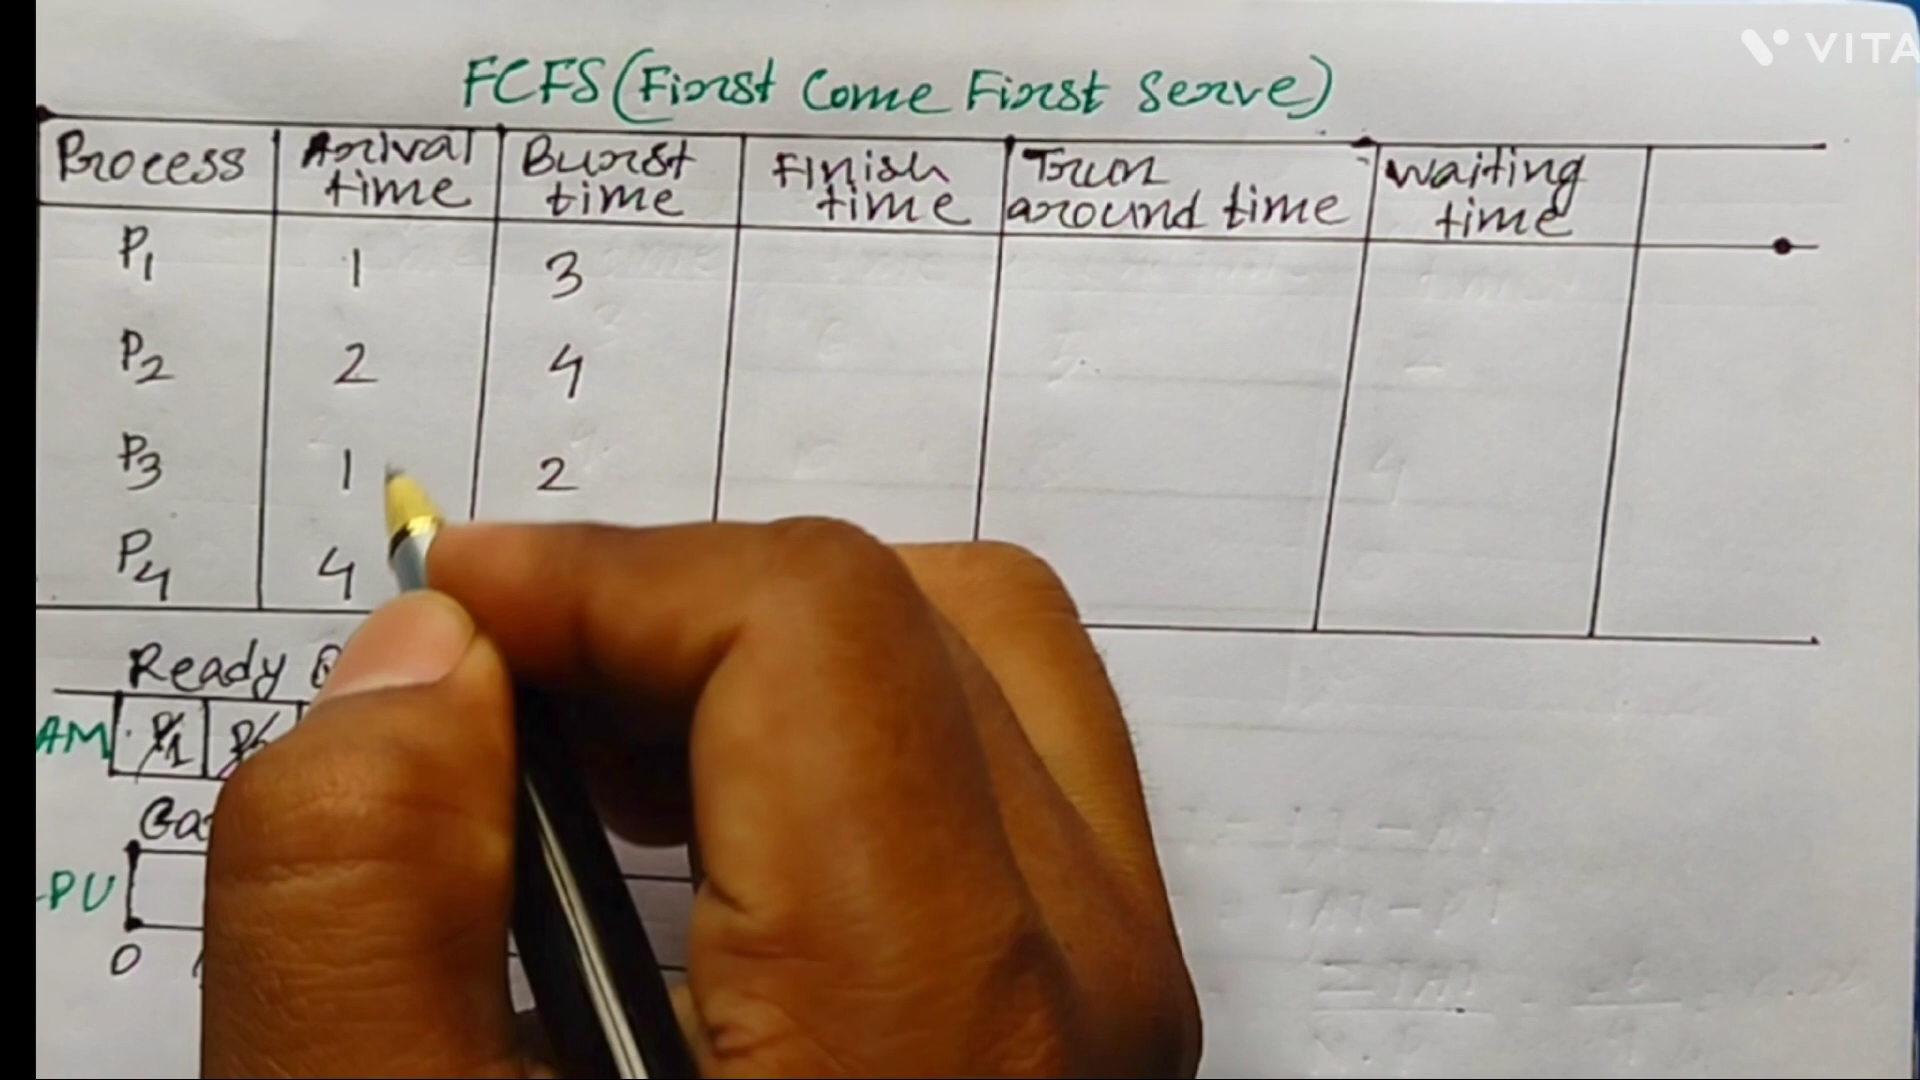 VITA
FCFS (First Come First Serve)
Process Arrival time Burst time Finish time Trun around time waiting time
P1 1 3
P2 2 4
P3 1 2
P4 4
Ready
AM P1
PU
0